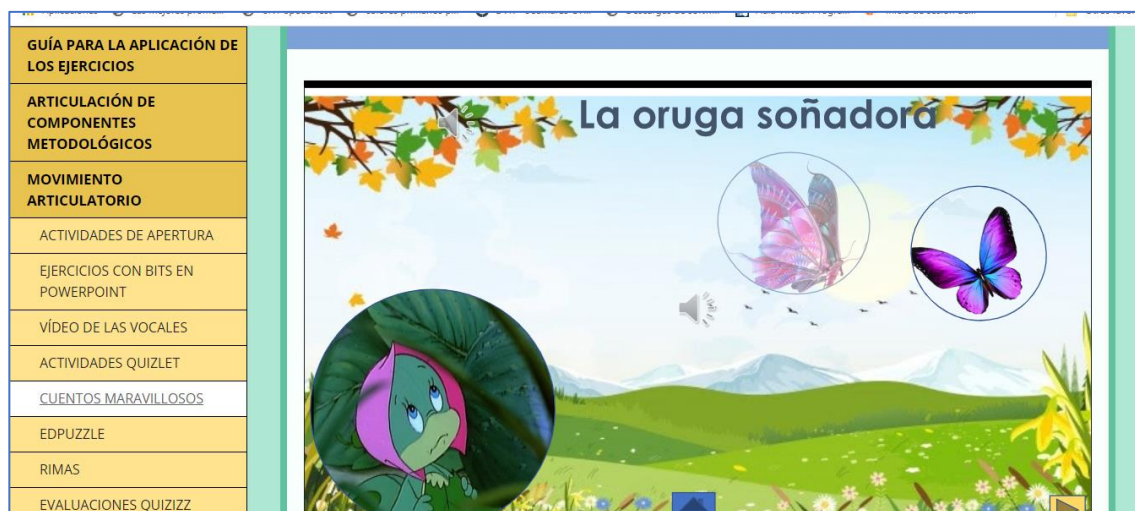 GUÍA PARA LA APLICACIÓN DE
LOS EJERCICIOS
ARTICULACIÓN DE
COMPONENTES
METODOLÓGICOS
MOVIMIENTO
ARTICULATORIO
ACTIVIDADES DE APERTURA
EJERCICIOS CON BITS EN
POWERPOINT
VÍDEO DE LAS VOCALES
ACTIVIDADES QUIZLET
CUENTOS MARAVILLOSOS
EDPUZZLE
RIMAS
EVALUACIONES QUIZIZZ
La oruga soñadora